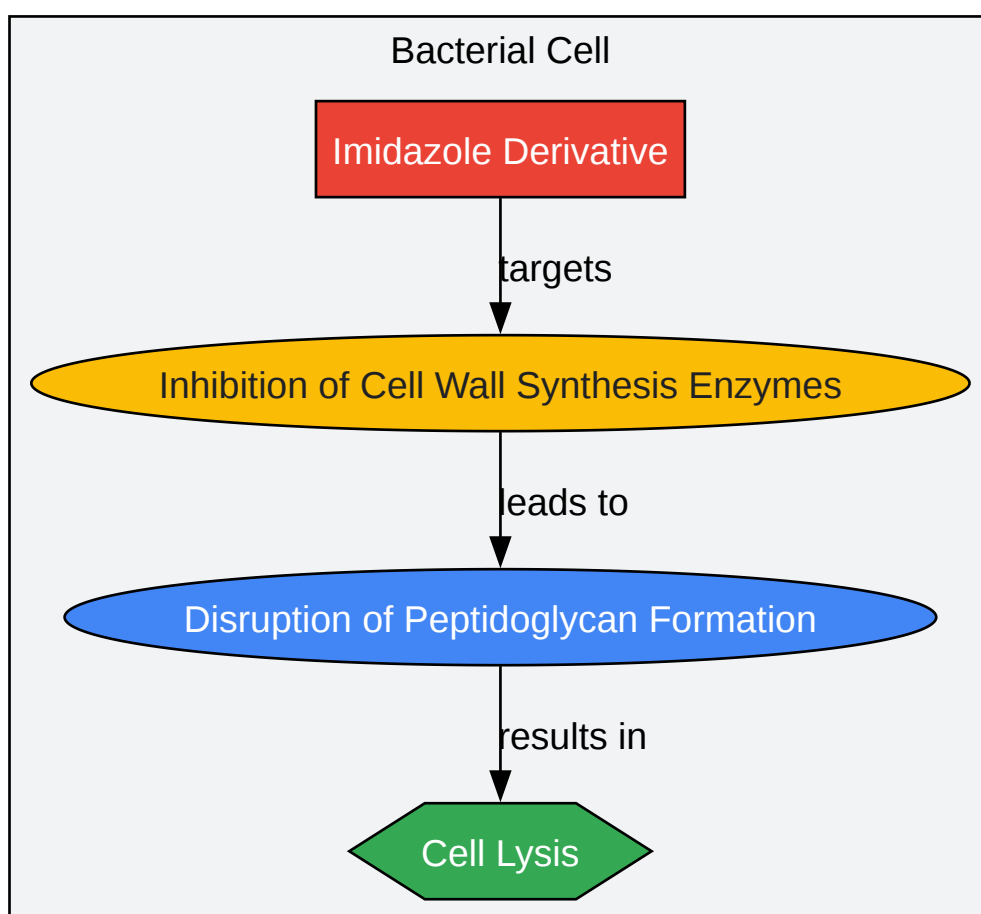 Bacterial Cell
Imidazole Derivative
targets
Inhibition of Cell Wall Synthesis Enzymes
leads to
Disruption of Peptidoglycan Formation
results in
Cell Lysis